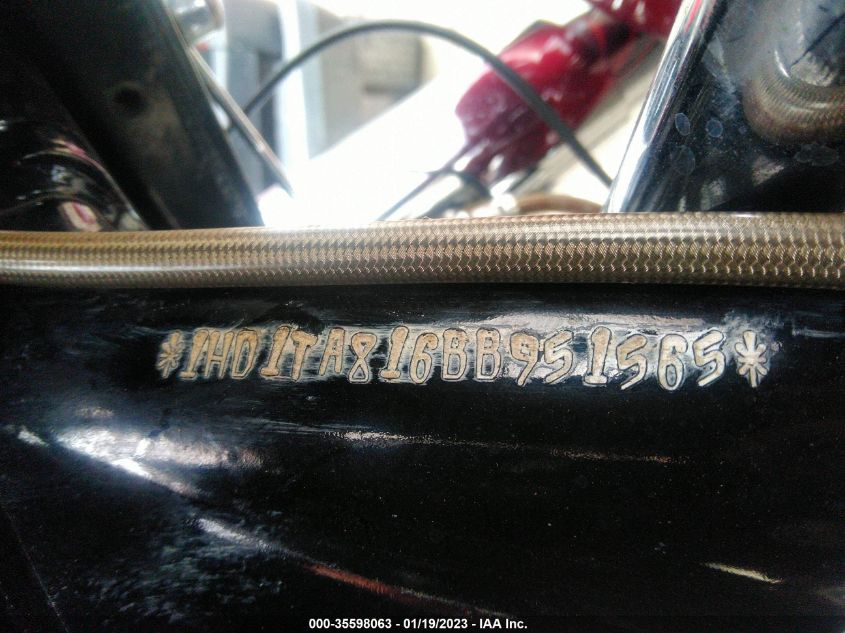 *1HD1TA816BB951565*
000-35598063 - 01/19/2023 - IAA Inc.